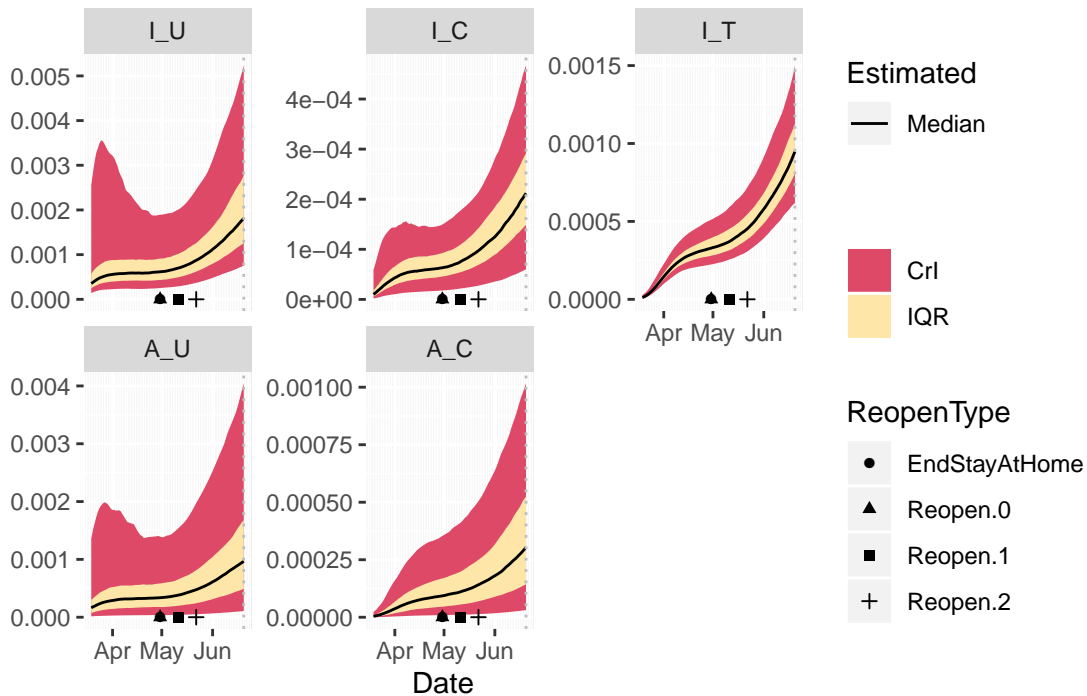 I_U
I_C
I_T
0.005
0.004
0.003
0.002
0.001
0.000
4e−04
3e−04
2e−04
1e−04
0e+00
0.0015
0.0010
0.0005
0.0000
Apr May Jun
A_U
A_C
0.004
0.003
0.002
0.001
0.000
0.00100
0.00075
0.00050
0.00025
0.00000
Apr May Jun
Apr May Jun
Date
Estimated
Median
CrI
IQR
ReopenType
EndStayAtHome
Reopen.0
Reopen.1
Reopen.2